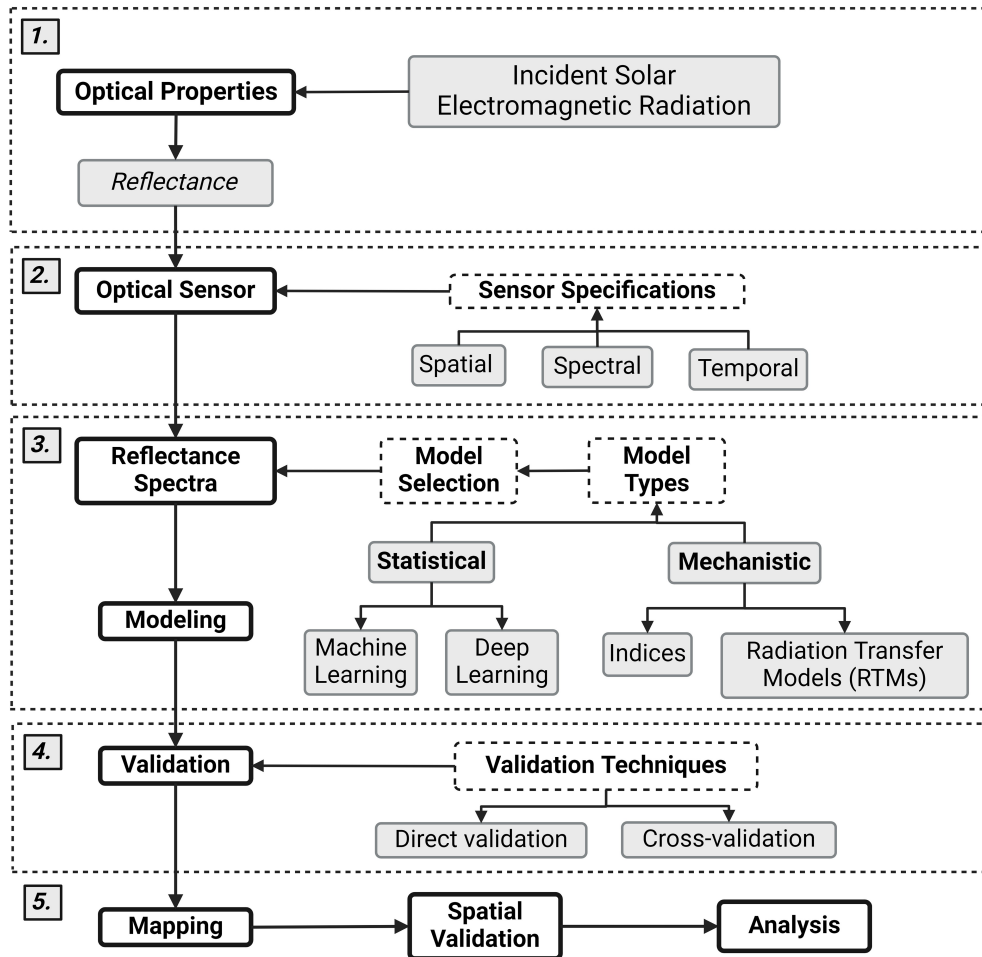 1.
Optical Properties
Incident Solar
Electromagnetic Radiation
Reflectance
2.
Optical Sensor
Sensor Specifications
Spatial
Spectral
Temporal
3.
Reflectance
Spectra
Model
Selection
Model
Types
Statistical
Mechanistic
Modeling
Machine
Learning
Deep
Learning
Indices
Radiation Transfer
Models (RTMs)
4.
Validation
Validation Techniques
Direct validation
Cross-validation
5.
Mapping
Spatial
Validation
Analysis